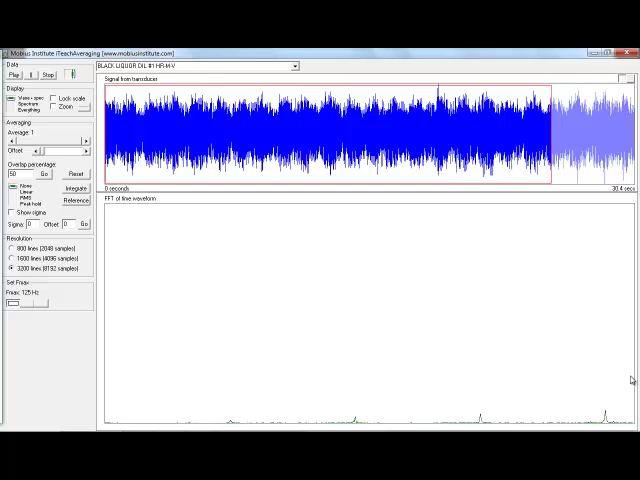 Mobius Institute iTeachAveraging [www.mobiusinstitute.com]
Data
Play
II
Stop
BLACK LIQUOR OIL #1 HR-M-V
Signal from transducer
Display
Wave + spec
Spectrum
Everything
Lock scale
Zoom
Averaging
Average: 1
Offset
Overlap percentage:
50
Go
Reset
None
Linear
RMS
Peak hold
Integrate
Reference
Show sigma
Sigma: 0 Offset 0 Go
0 seconds
30.4 secs
FFT of time waveform
Resolution
800 lines (2048 samples)
1600 lines (4096 samples)
3200 lines (8192 samples)
Set Fmax
Fmax: 125 Hz